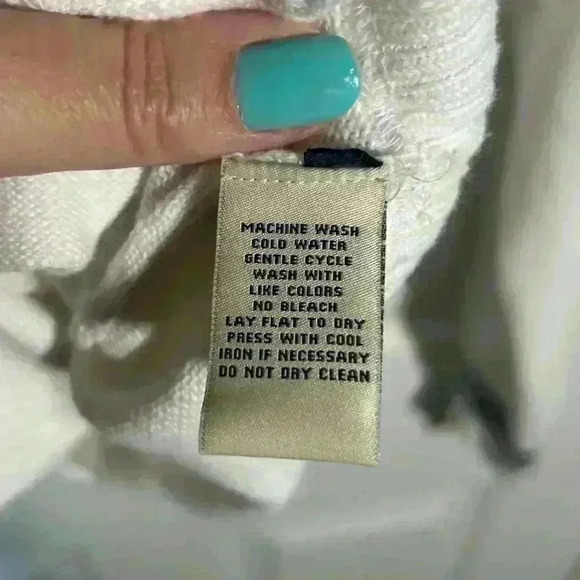 MACHINE WASH
COLD WATER
GENTLE CYCLE
WASH WITH
LIKE COLORS
NO BLEACH
LAY FLAT TO DRY
PRESS WITH COOL
IRON IF NECESSARY
DO NOT DRY CLEAN